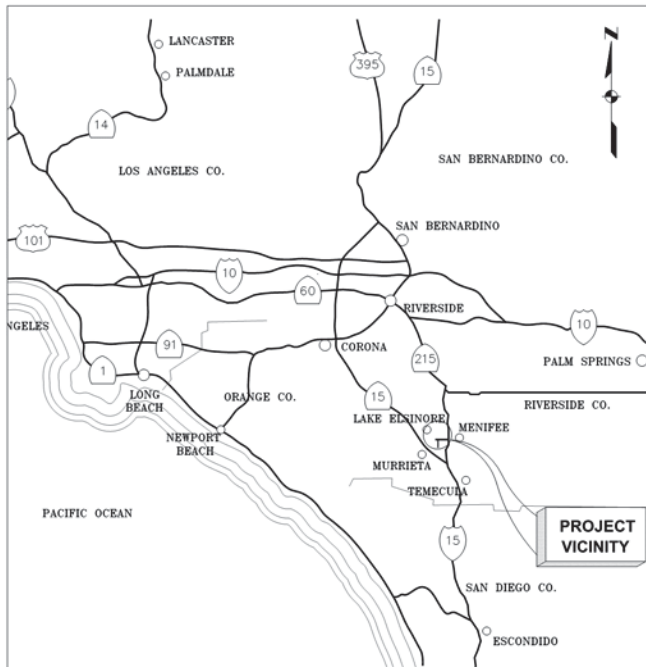 LANCASTER
PALMDALE
395
15
N
14
LOS ANGELES CO.
SAN BERNARDINO CO.
SAN BERNARDINO
101
10
60
RIVERSIDE
NGELES
91
CORONA
215
10
PALM SPRINGS
1
LONG
BEACH
ORANGE CO.
15
RIVERSIDE CO.
LAKE ELSINORE
MENIFEE
NEWPORT
BEACH
MURRIETA
TEMECULA
PACIFIC OCEAN
PROJECT
VICINITY
15
SAN DIEGO CO.
ESCONDIDO